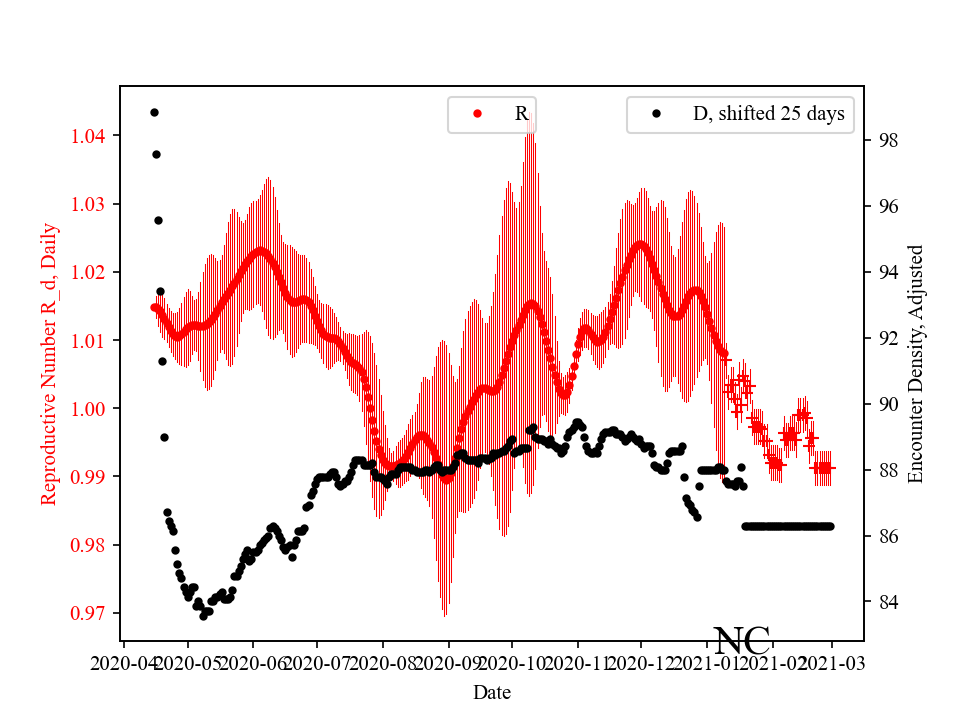 R
D, shifted 25 days
Reproductive Number R_d, Daily
1.04
1.03
1.02
1.01
1.00
0.99
0.98
0.97
98
96
94
92
90
88
86
84
Encounter Density, Adjusted
NC
2020-04 2020-05 2020-06 2020-07 2020-08 2020-09 2020-10 2020-11 2020-12 2021-01 2021-02 2021-03
Date